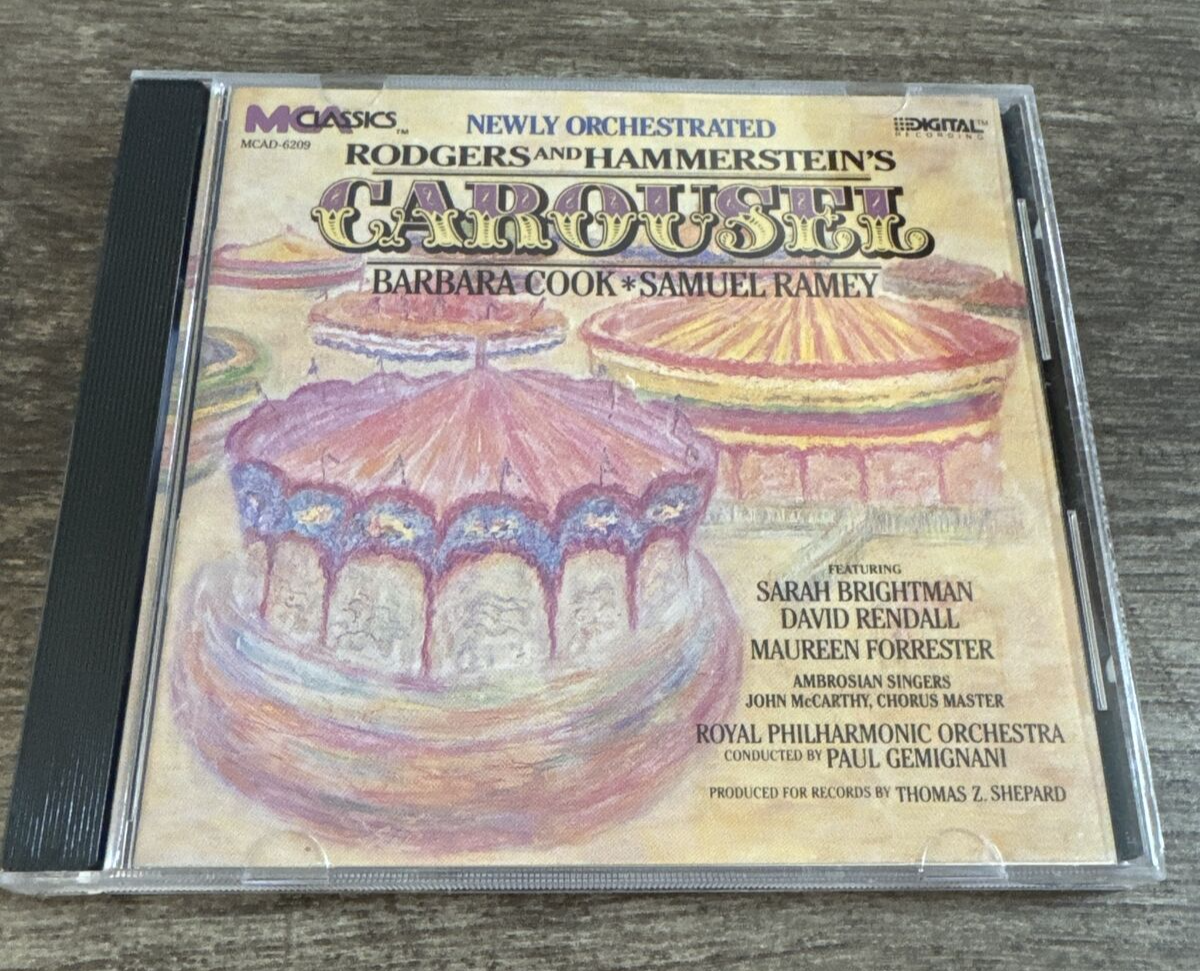 MCA CLASSICS™
MCAD-6209
NEWLY ORCHESTRATED
DIGITAL™
RECORDING
RODGERS AND HAMMERSTEIN'S
CAROUSEL
BARBARA COOK * SAMUEL RAMEY
FEATURING
SARAH BRIGHTMAN
DAVID RENDALL
MAUREEN FORRESTER
AMBROSIAN SINGERS
JOHN McCARTHY, CHORUS MASTER
ROYAL PHILHARMONIC ORCHESTRA
CONDUCTED BY PAUL GEMIGNANI
PRODUCED FOR RECORDS BY THOMAS Z. SHEPARD